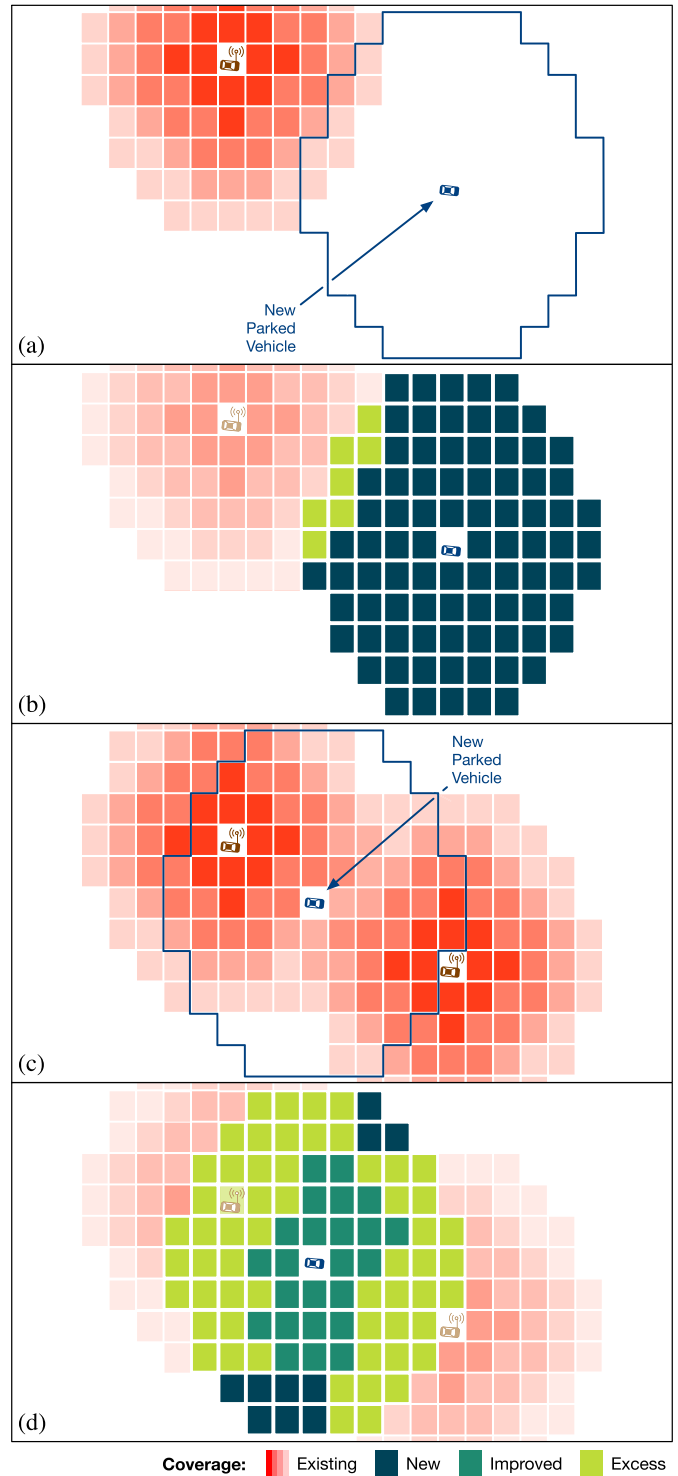 New
Parked
Vehicle
(a)
(b)
New
Parked
Vehicle
(c)
(d)
Coverage: Existing New Improved Excess